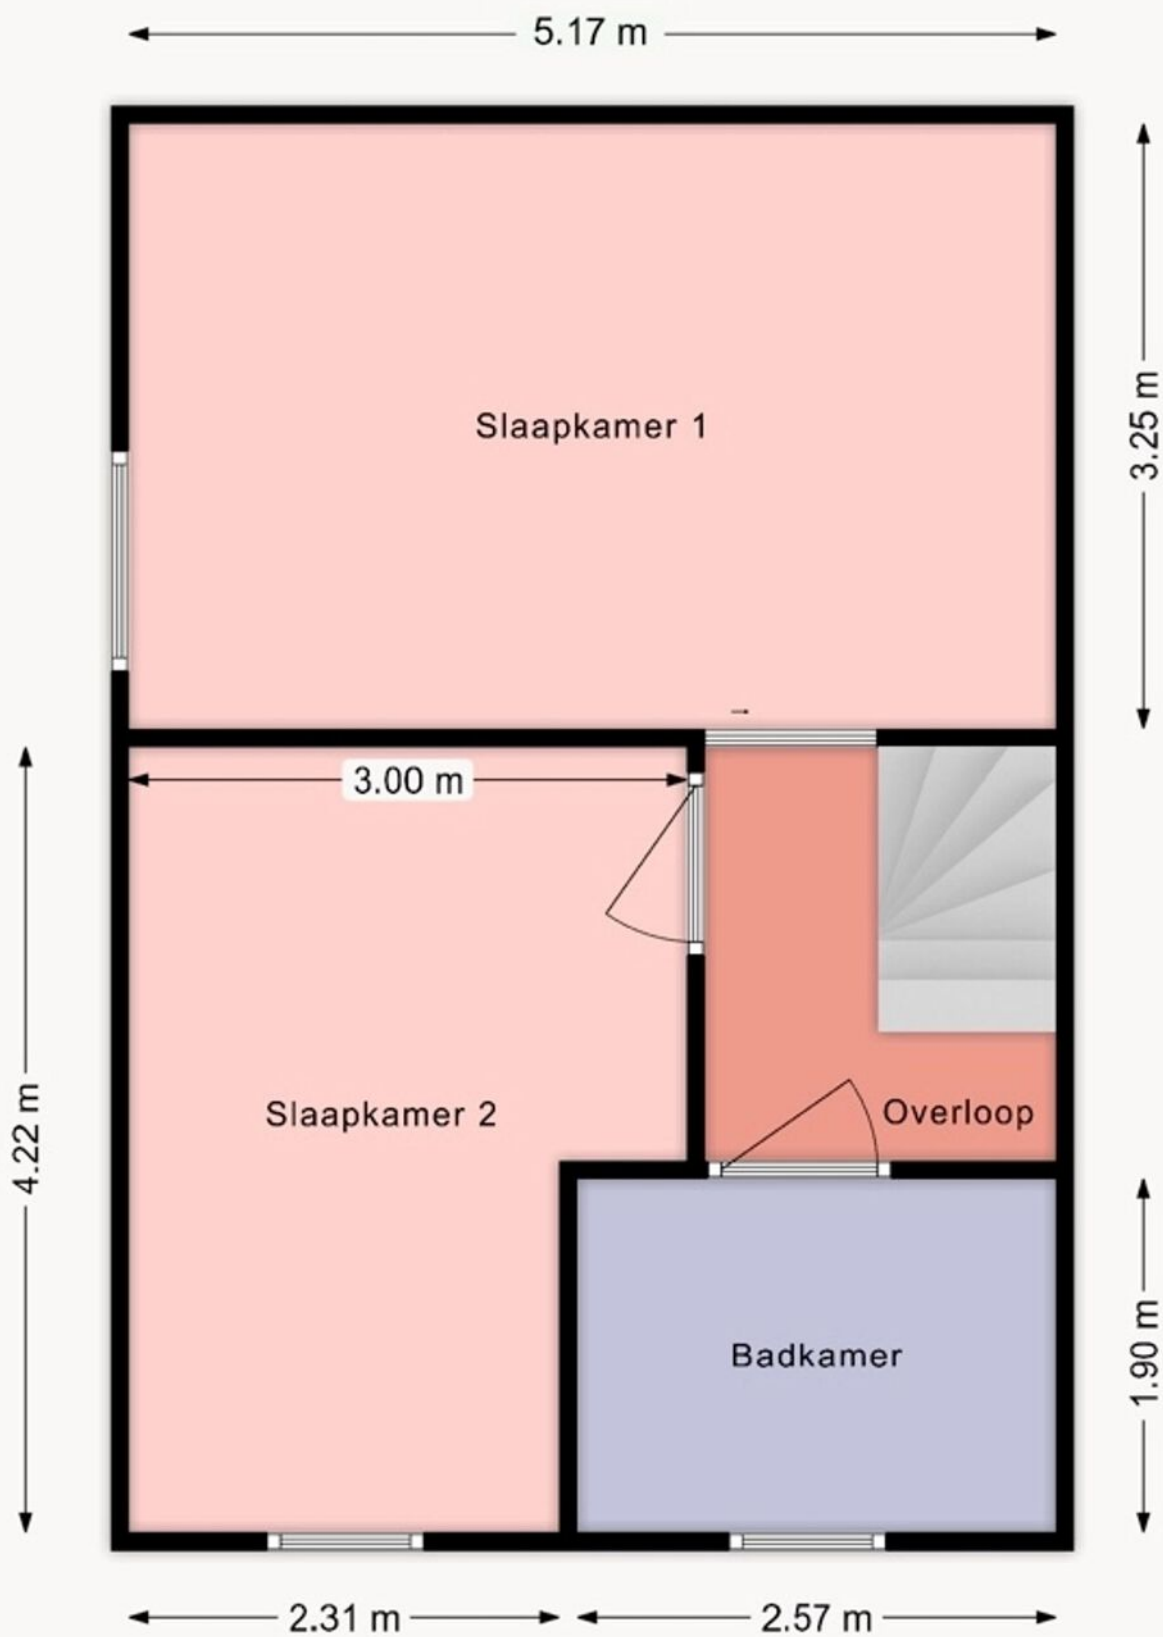 5.17 m
Slaapkamer 1
3.25 m
3.00 m
Slaapkamer 2
4.22 m
Overloop
Badkamer
1.90 m
2.31 m
2.57 m